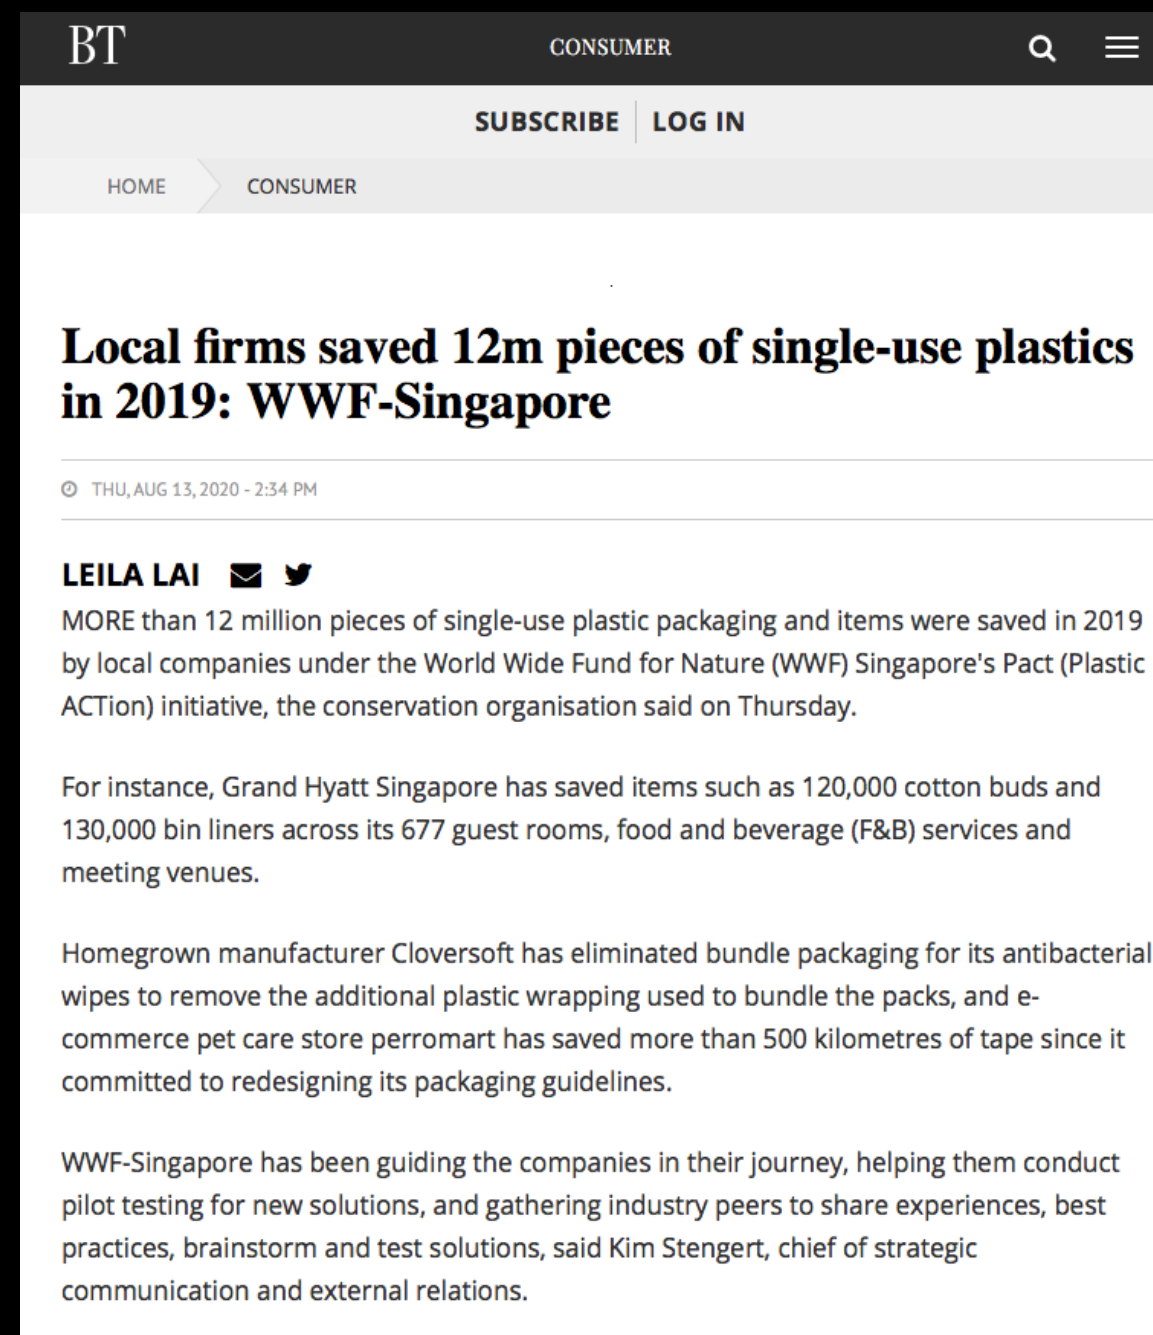 BT
CONSUMER
SUBSCRIBE LOG IN
HOME CONSUMER
Local firms saved 12m pieces of single-use plastics
in 2019: WWF-Singapore
THU, AUG 13, 2020 - 2:34 PM
LEILA LAI
MORE than 12 million pieces of single-use plastic packaging and items were saved in 2019
by local companies under the World Wide Fund for Nature (WWF) Singapore's Pact (Plastic
ACTion) initiative, the conservation organisation said on Thursday.
For instance, Grand Hyatt Singapore has saved items such as 120,000 cotton buds and
130,000 bin liners across its 677 guest rooms, food and beverage (F&B) services and
meeting venues.
Homegrown manufacturer Cloversoft has eliminated bundle packaging for its antibacterial
wipes to remove the additional plastic wrapping used to bundle the packs, and e-
commerce pet care store perromart has saved more than 500 kilometres of tape since it
committed to redesigning its packaging guidelines.
WWF-Singapore has been guiding the companies in their journey, helping them conduct
pilot testing for new solutions, and gathering industry peers to share experiences, best
practices, brainstorm and test solutions, said Kim Stengert, chief of strategic
communication and external relations.